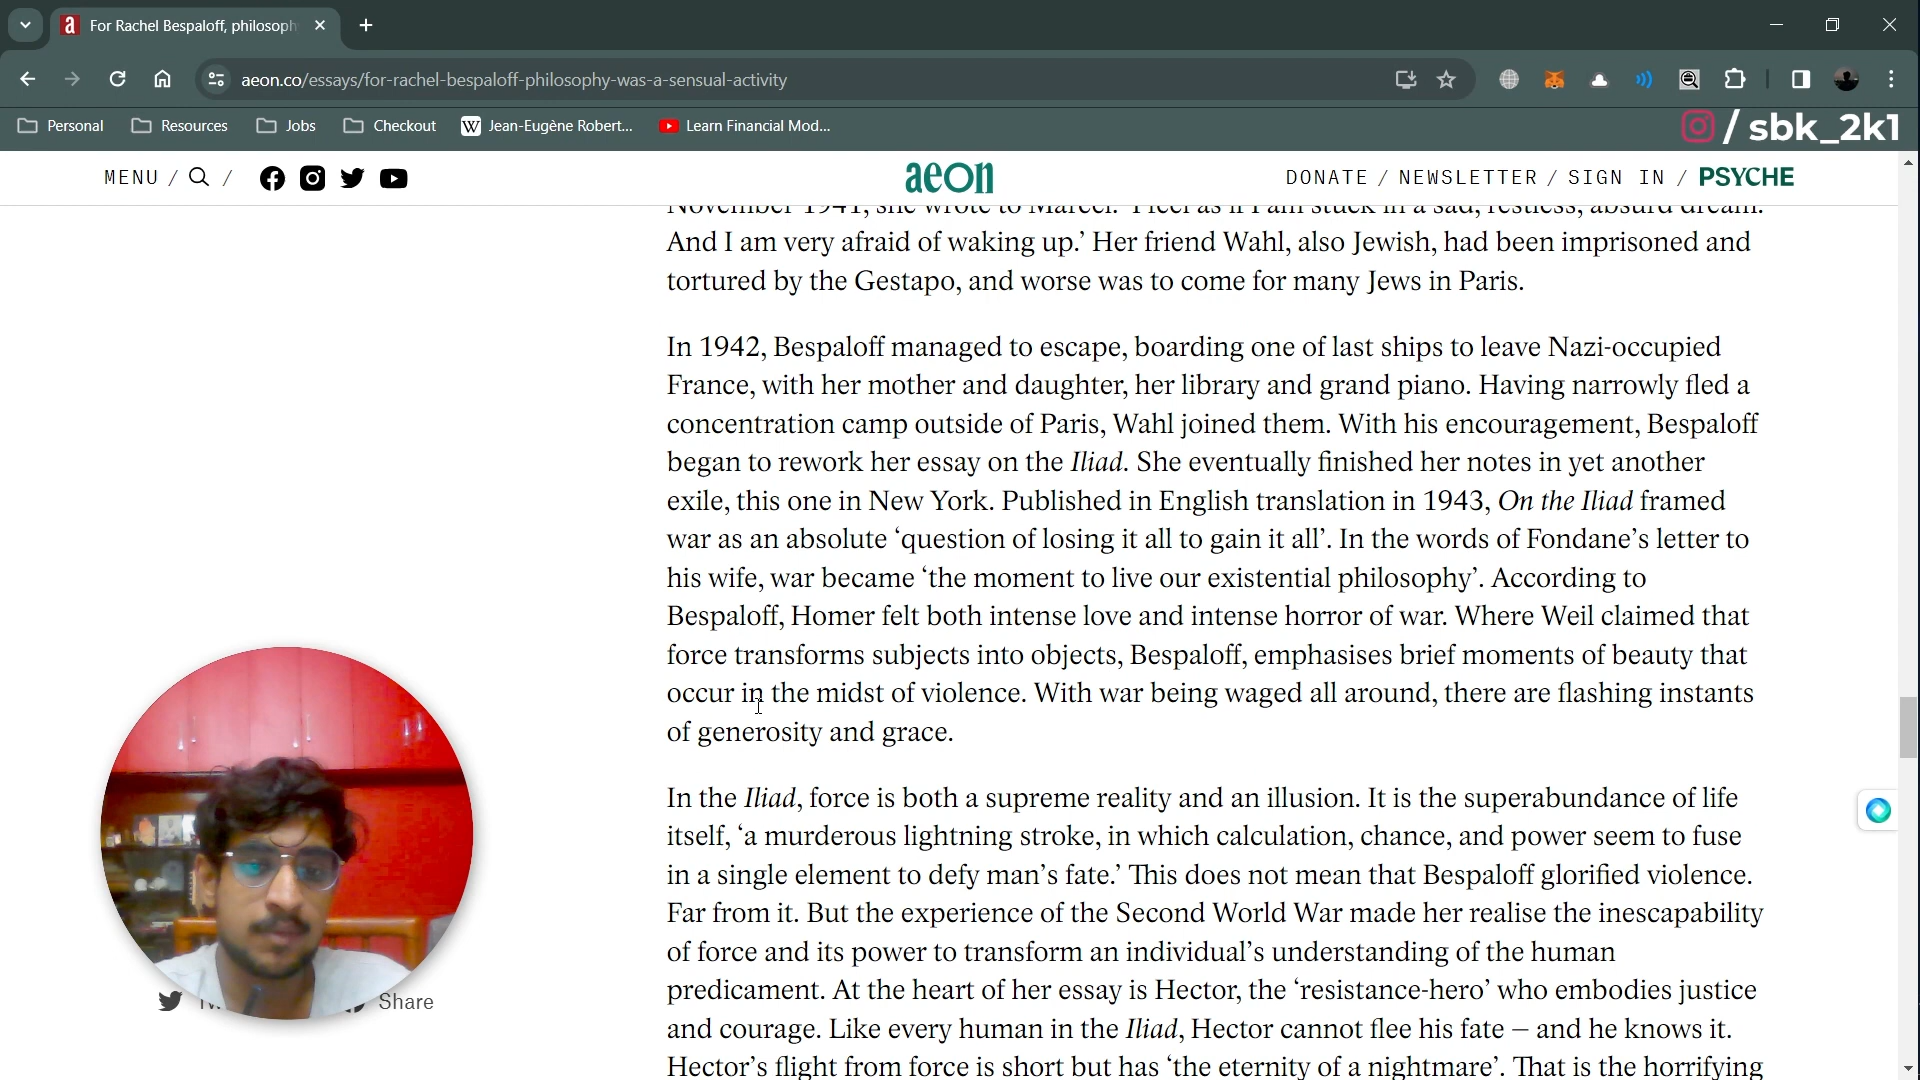 For Rachel Bespaloff, philosoph
aeon.co/essays/for-rachel-bespaloff-philosophy-was-a-sensual-activity
Personal
Resources
Jobs
Checkout
W Jean-Eugène Robert...
Learn Financial Mod...
/ sbk_2k1
MENU / /
aeon
DONATE / NEWSLETTER / SIGN IN / PSYCHE
November 1941, she wrote to Marcel: ‘I feel as if I am stuck in a sad, restless, absurd dream.
And I am very afraid of waking up.’ Her friend Wahl, also Jewish, had been imprisoned and
tortured by the Gestapo, and worse was to come for many Jews in Paris.
In 1942, Bespaloff managed to escape, boarding one of last ships to leave Nazi-occupied
France, with her mother and daughter, her library and grand piano. Having narrowly fled a
concentration camp outside of Paris, Wahl joined them. With his encouragement, Bespaloff
began to rework her essay on the Iliad. She eventually finished her notes in yet another
exile, this one in New York. Published in English translation in 1943, On the Iliad framed
war as an absolute ‘question of losing it all to gain it all’. In the words of Fondane’s letter to
his wife, war became ‘the moment to live our existential philosophy’. According to
Bespaloff, Homer felt both intense love and intense horror of war. Where Weil claimed that
force transforms subjects into objects, Bespaloff, emphasises brief moments of beauty that
occur in the midst of violence. With war being waged all around, there are flashing instants
of generosity and grace.
In the Iliad, force is both a supreme reality and an illusion. It is the superabundance of life
itself, ‘a murderous lightning stroke, in which calculation, chance, and power seem to fuse
in a single element to defy man’s fate.’ This does not mean that Bespaloff glorified violence.
Far from it. But the experience of the Second World War made her realise the inescapability
of force and its power to transform an individual’s understanding of the human
predicament. At the heart of her essay is Hector, the ‘resistance-hero’ who embodies justice
and courage. Like every human in the Iliad, Hector cannot flee his fate – and he knows it.
Hector’s flight from force is short but has ‘the eternity of a nightmare’. That is the horrifying
Share